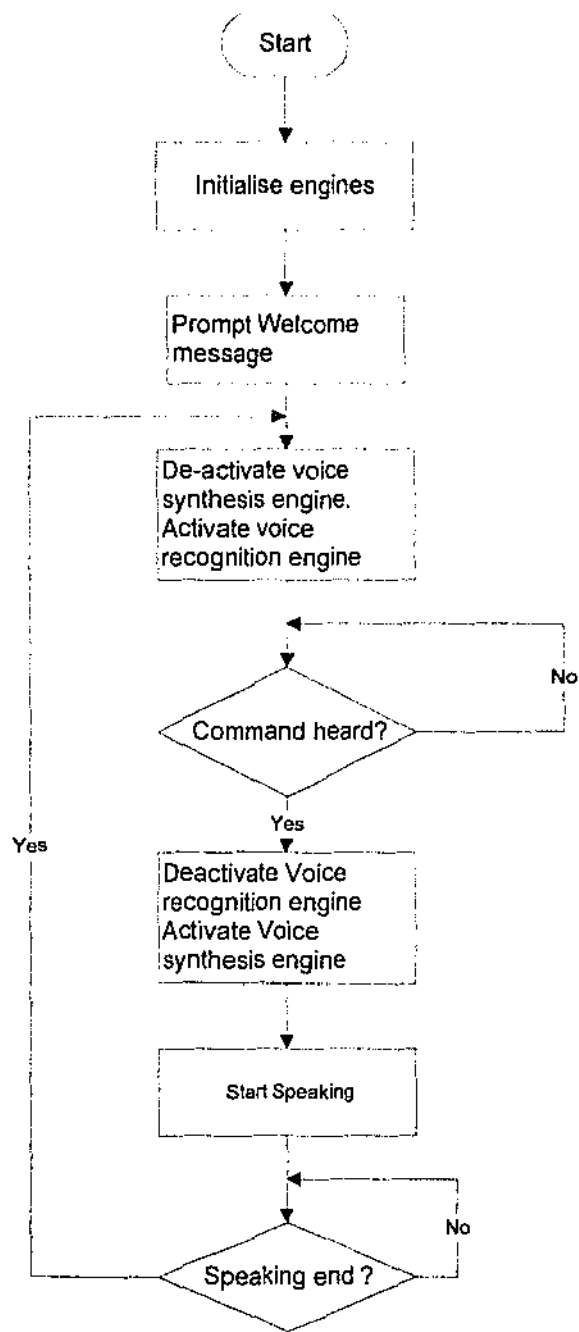 Start
Initialise engines
Prompt Welcome
message
De-activate voice
synthesis engine.
Activate voice
recognition engine
No
Command heard?
Yes
Yes
Deactivate Voice
recognition engine
Activate Voice
synthesis engine
Start Speaking
No
Speaking end ?